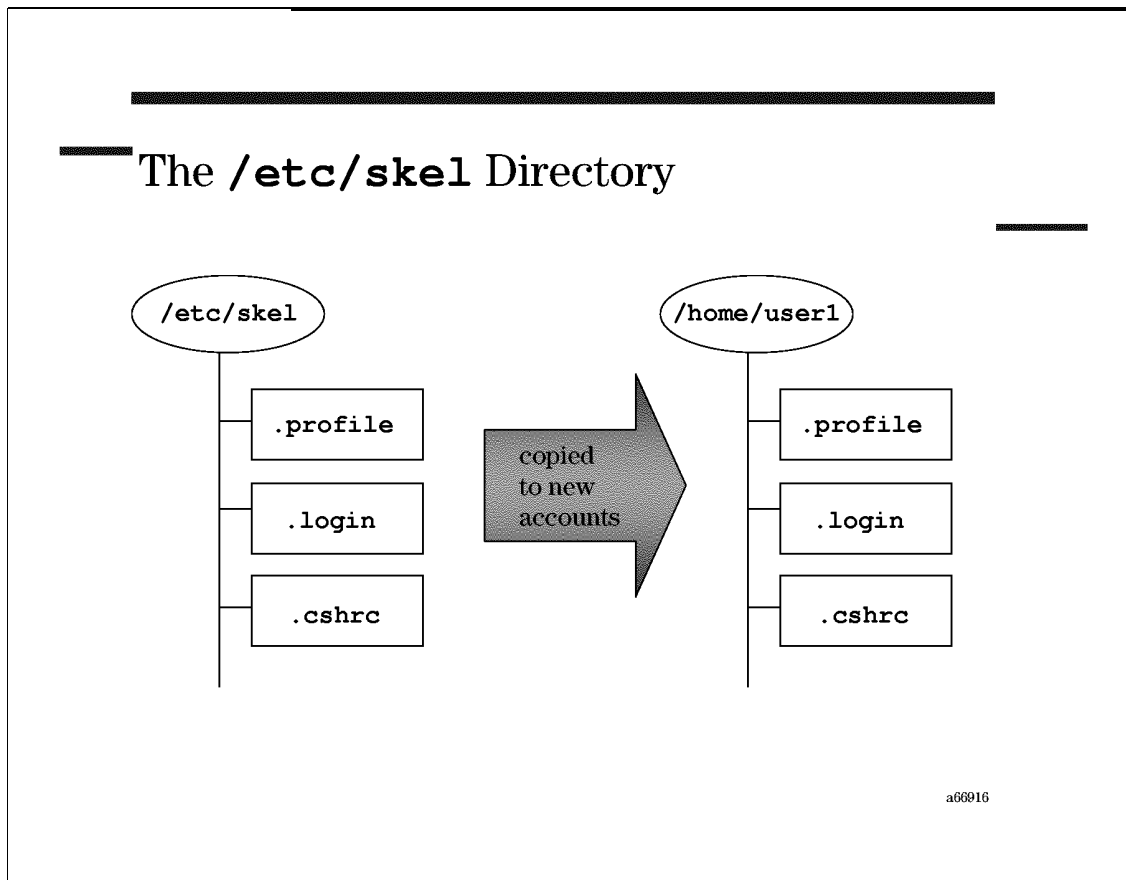 The /etc/skel Directory
/etc/skel
.profile
.login
.cshrc
copied
to new
accounts
/home/user1
.profile
.login
.cshrc
a66916